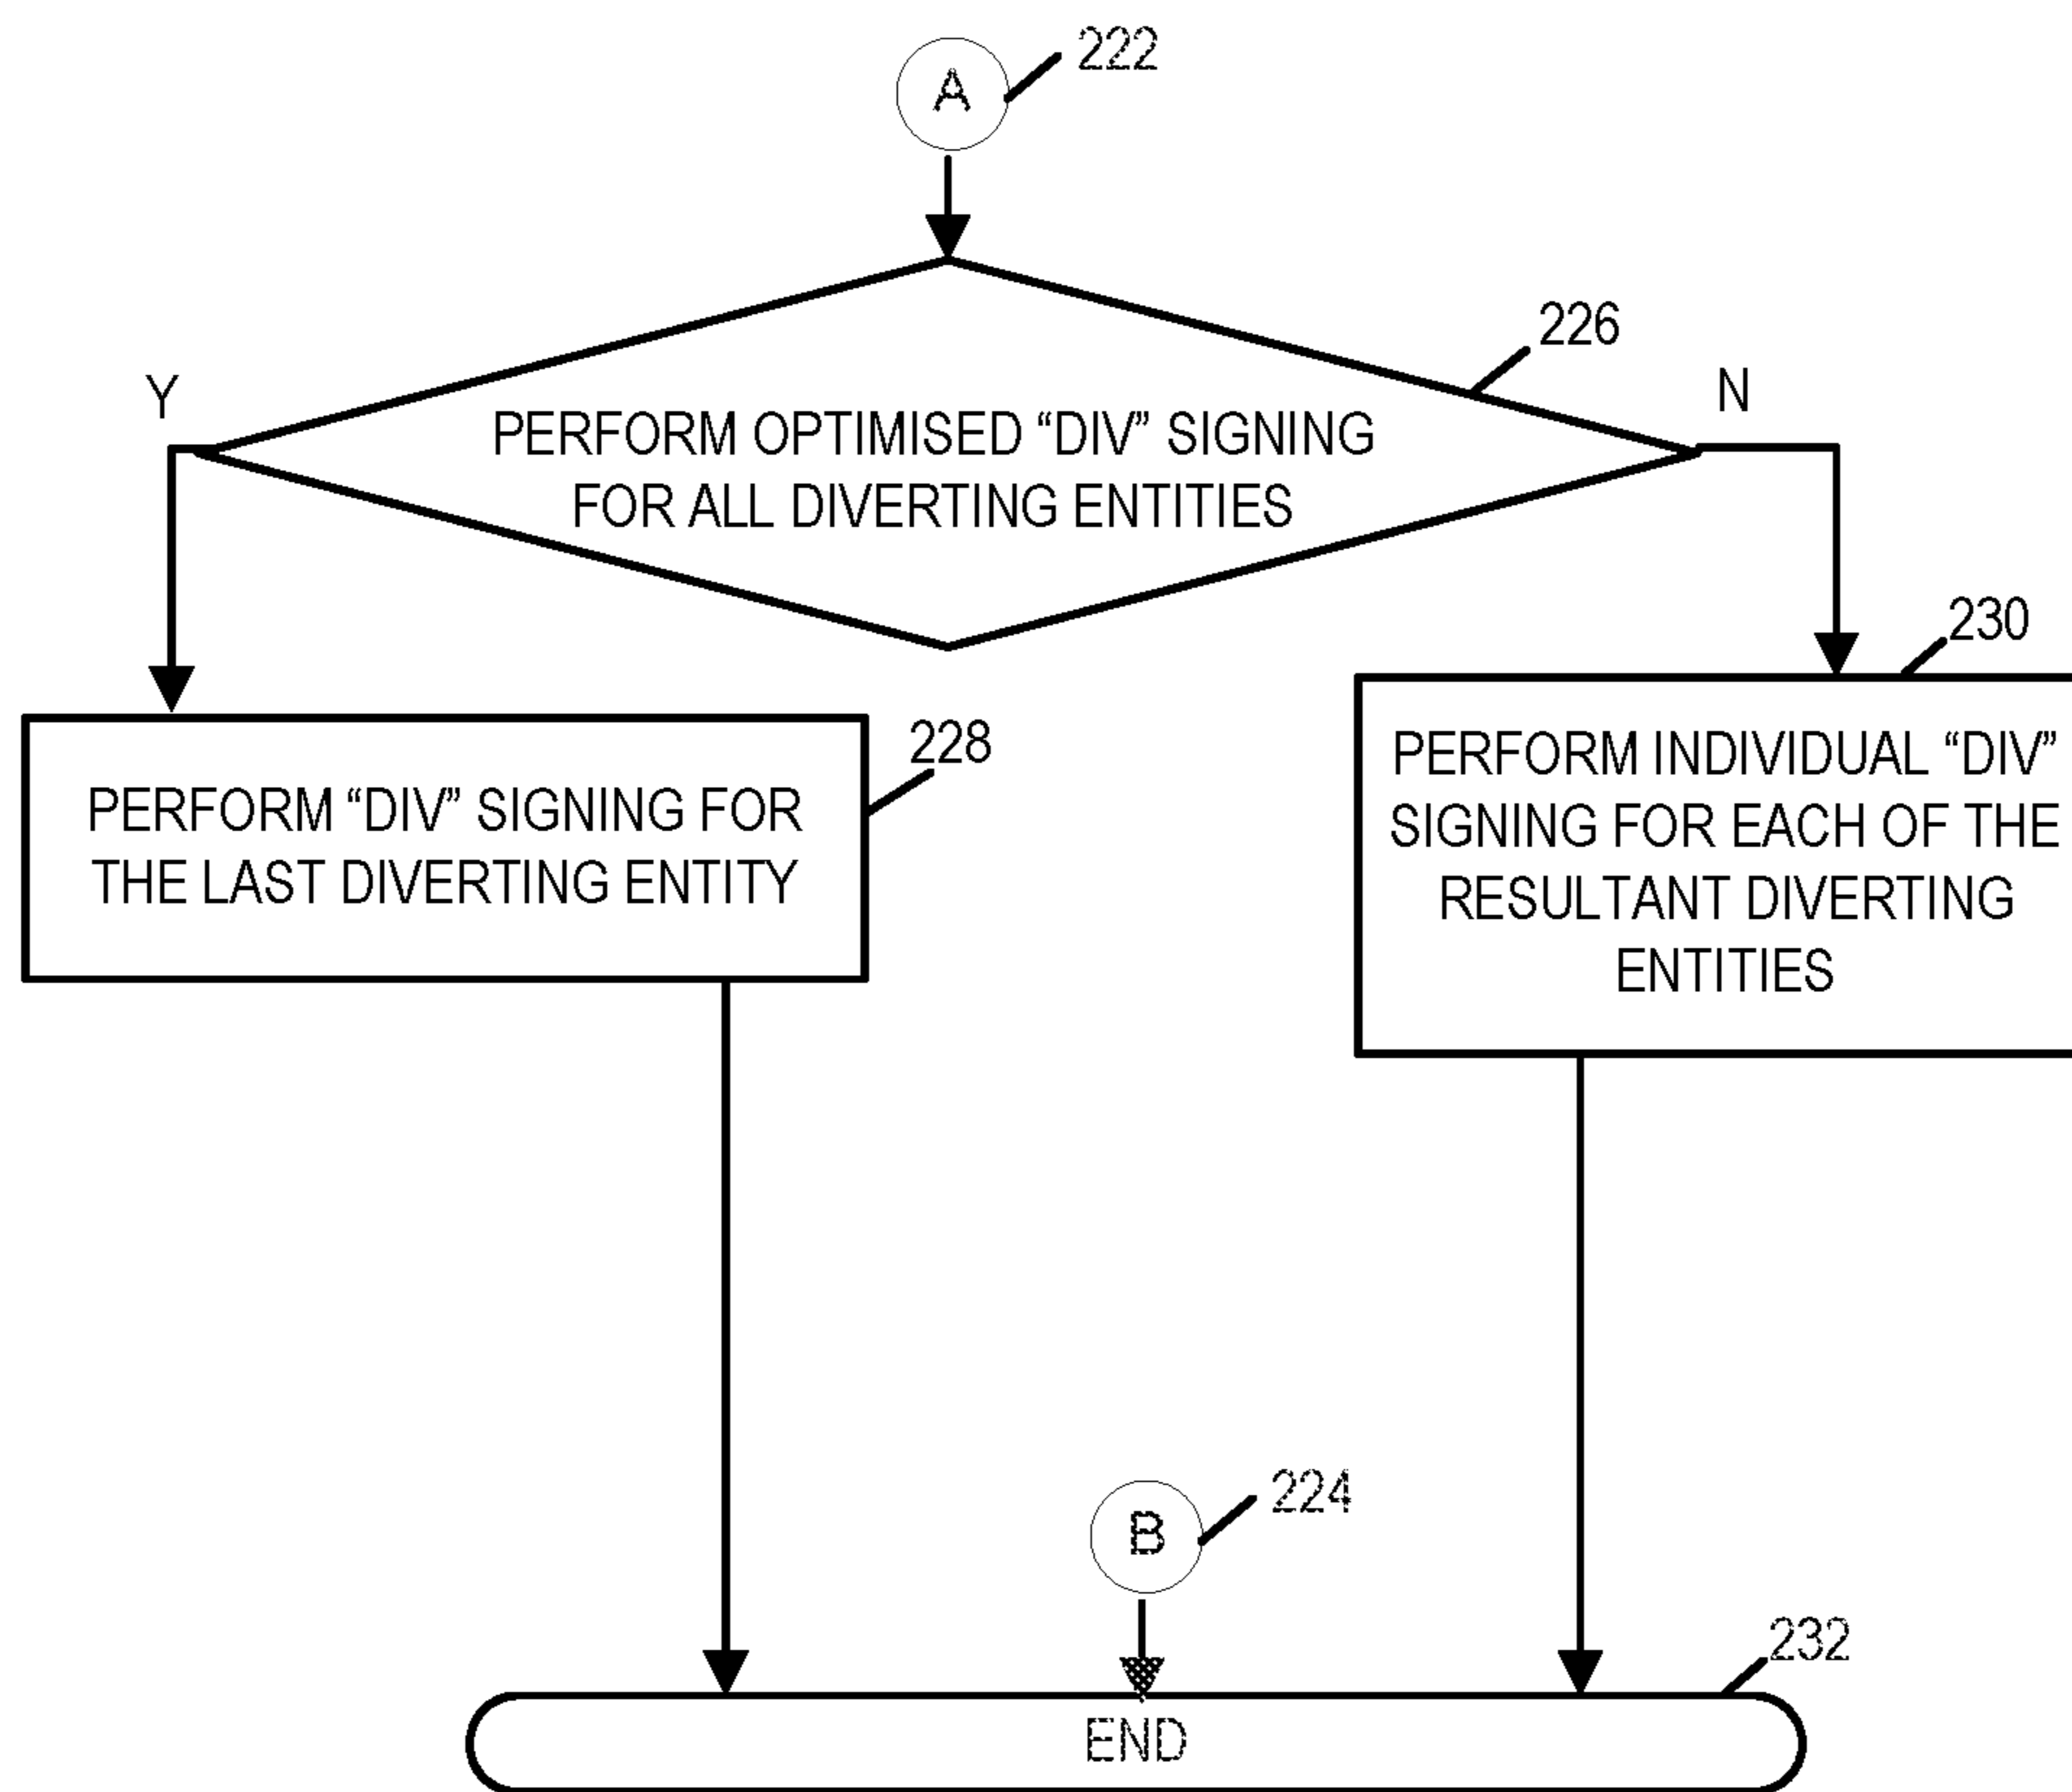 A
222
226
Y
N
PERFORM OPTIMISED “DIV” SIGNING
FOR ALL DIVERTING ENTITIES
230
228
PERFORM “DIV” SIGNING FOR
THE LAST DIVERTING ENTITY
PERFORM INDIVIDUAL “DIV”
SIGNING FOR EACH OF THE
RESULTANT DIVERTING
ENTITIES
B
224
232
END